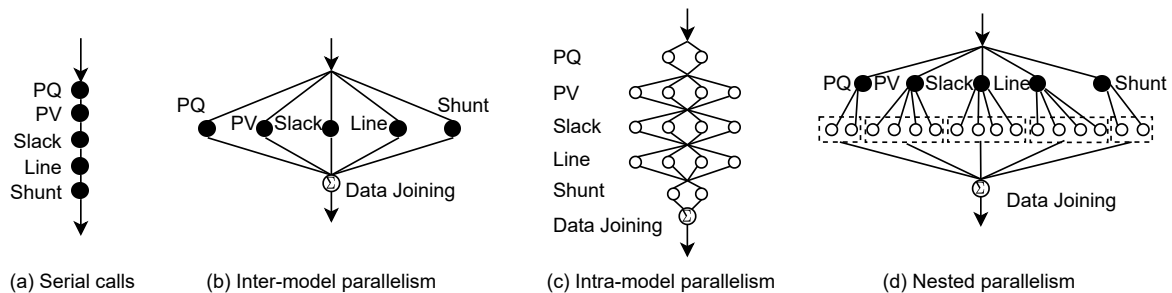 PQ
PV
Slack
Line
Shunt
(a) Serial calls
PQ
PV
Slack
Line
Shunt
Σ
Data Joining
(b) Inter-model parallelism
PQ
PV
Slack
Line
Shunt
Σ
Data Joining
(c) Intra-model parallelism
PQ
PV
Slack
Line
Shunt
Σ
Data Joining
(d) Nested parallelism